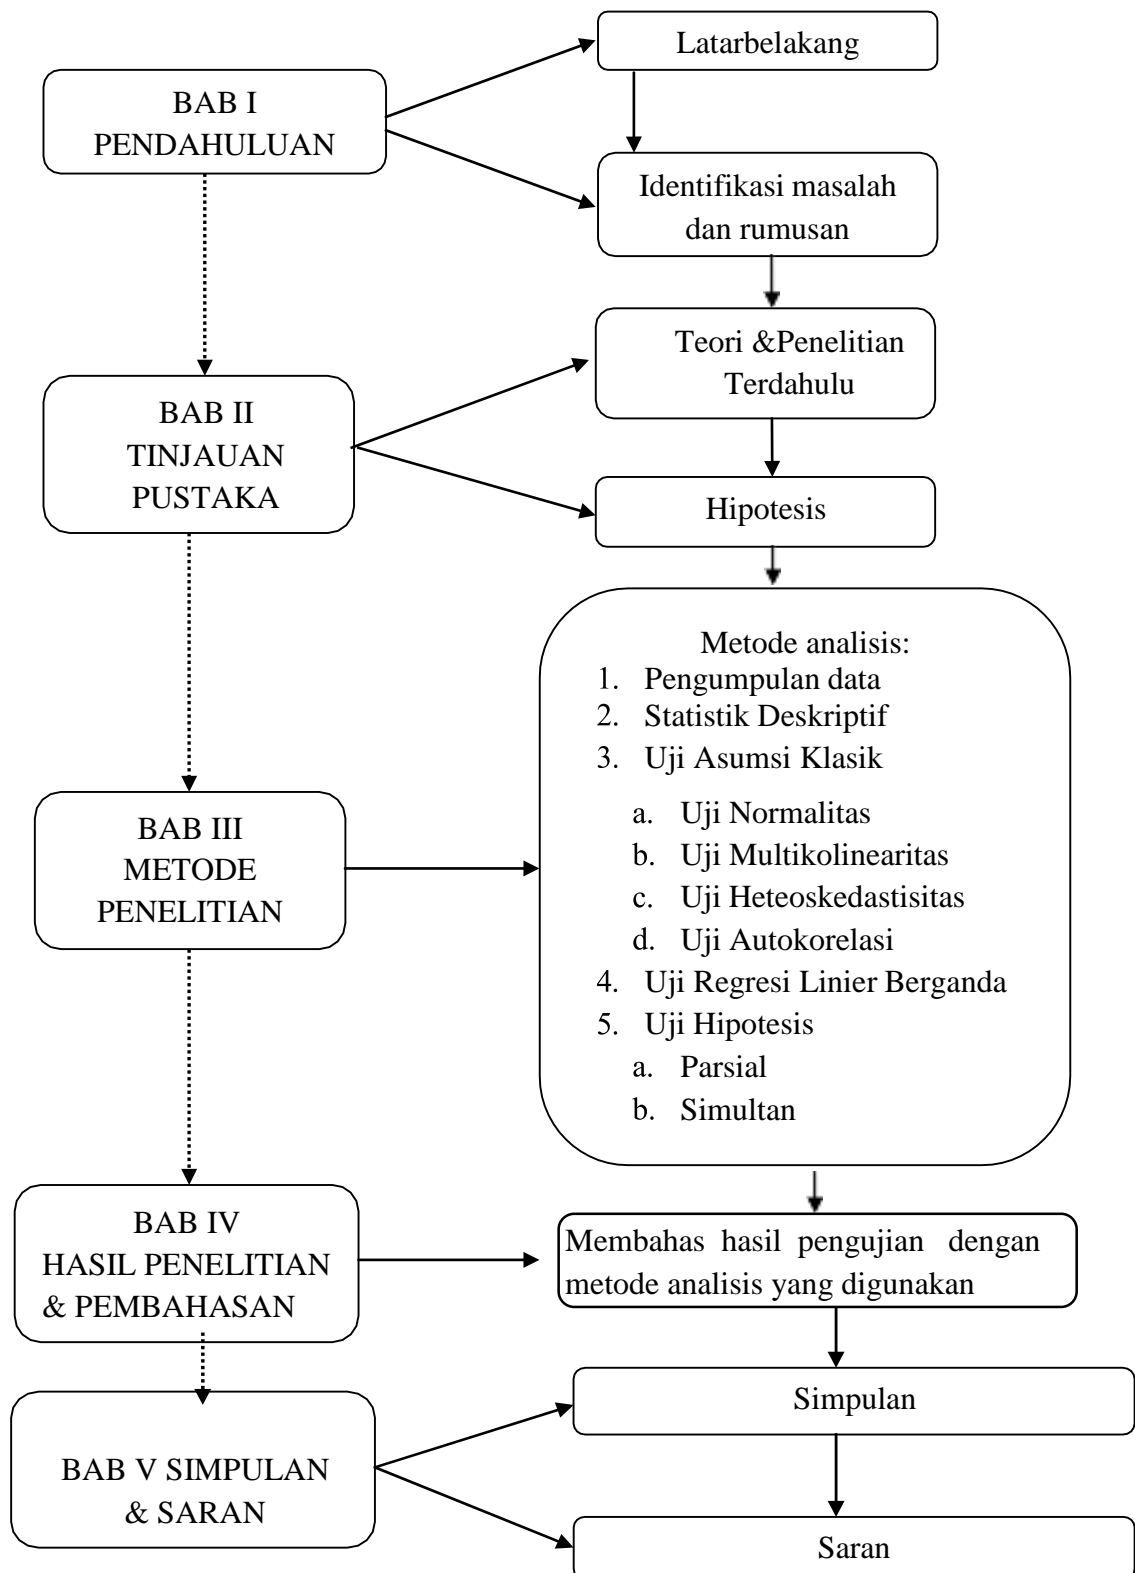 Latarbelakang
BAB I
PENDAHULUAN
Identifikasi masalah
dan rumusan
Teori &Penelitian
Terdahulu
BAB II
TINJAUAN
PUSTAKA
Hipotesis
Metode analisis:
1. Pengumpulan data
2. Statistik Deskriptif
3. Uji Asumsi Klasik
a. Uji Normalitas
b. Uji Multikolinearitas
c. Uji Heteoskedastisitas
d. Uji Autokorelasi
4. Uji Regresi Linier Berganda
5. Uji Hipotesis
a. Parsial
b. Simultan
BAB III
METODE
PENELITIAN
BAB IV
HASIL PENELITIAN
& PEMBAHASAN
Membahas hasil pengujian dengan
metode analisis yang digunakan
Simpulan
BAB V SIMPULAN
& SARAN
Saran